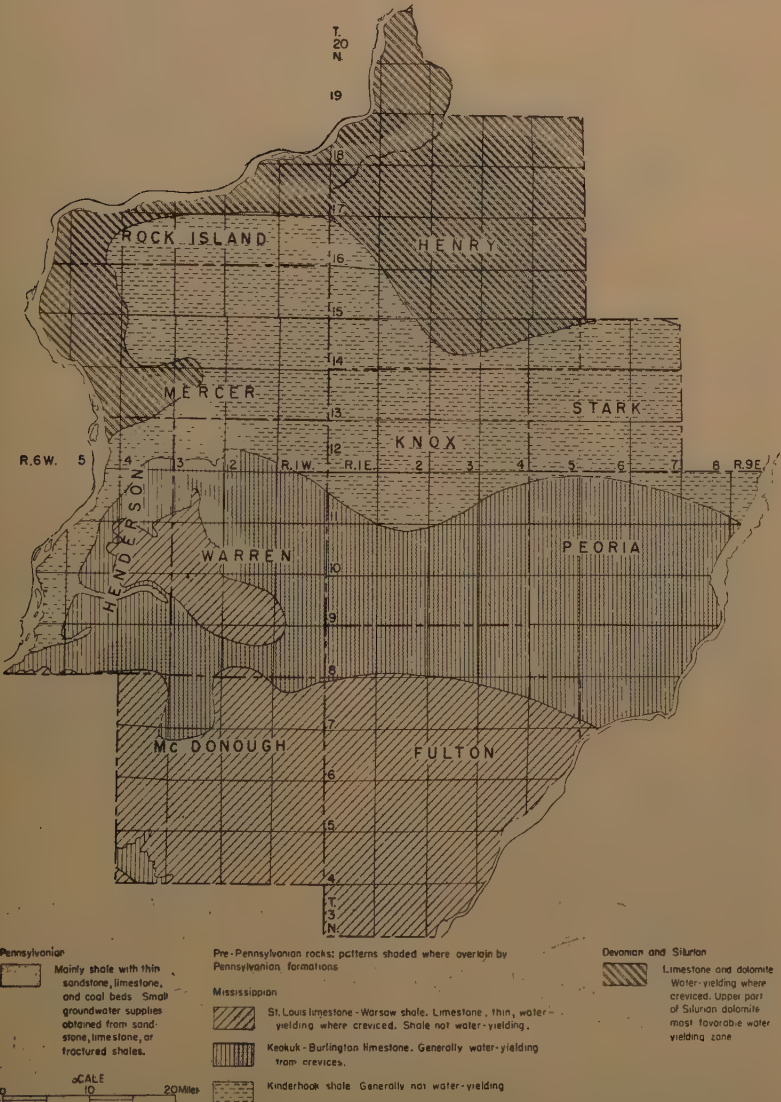 T.
20
N.
19
18
17
ROCK ISLAND
HENRY
16
15
14
MERCER
13
STARK
KNOX
12
R.6W. 5 4 3 2 R.1W. R.1E. 2 3 4 5 6 7 8 R.9E.
HENDERSON
11
WARREN
PEORIA
10
9
8
7
Mc DONOUGH
FULTON
6
5
4
T.
3
N.
Pennsylvanian
Mainly shale with thin
sandstone, limestone,
and coal beds Small
groundwater supplies
obtained from sand-
stone, limestone, or
fractured shales.
SCALE
0 10 20 Miles
Pre-Pennsylvanian rocks; patterns shaded where overlain by
Pennsylvanian formations
Mississippian
St. Louis limestone - Warsaw shale. Limestone, thin, water-
yielding where creviced. Shale not water-yielding.
Keokuk - Burlington limestone. Generally water-yielding
from crevices.
Kinderhook shale Generally not water-yielding
Devonian and Silurian
Limestone and dolomite
Water-yielding where
creviced. Upper part
of Silurian dolomite
most favorable water
yielding zone